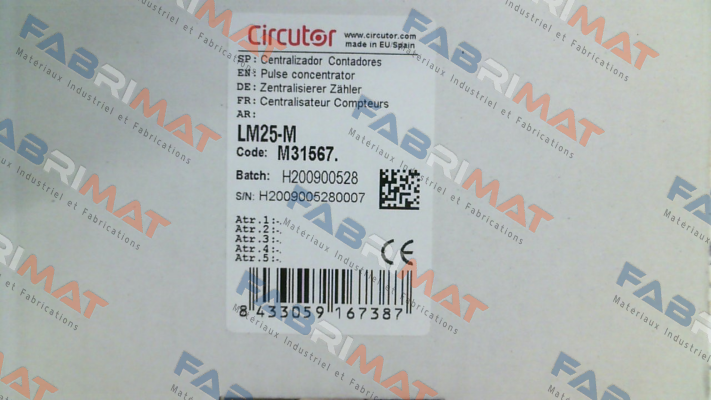 Circutor www.circutor.com
made in EU/Spain
SP: Centralizador Contadores
EN: Pulse concentrator
DE: Zentralisierer Zähler
FR: Centralisateur Compteurs
AR:
LM25-M
Code: M31567.
Batch: H200900528
S/N: H2009005280007
Atr.1:.
Atr.2:.
Atr.3:.
Atr.4:.
Atr.5:.
CE
8 433059 167387
FABRIMAT
Materiaux Industriel et Fabrications